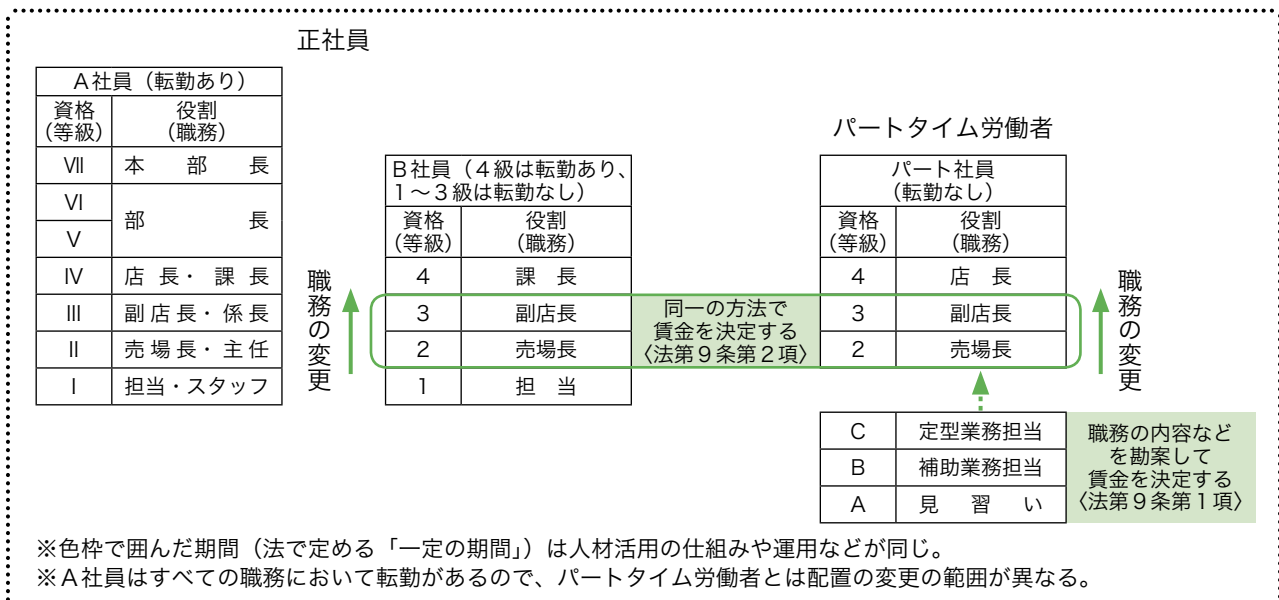 正社員
A社員(転勤あり)
資格
(等級)
役割
(職務)
Ⅶ 本部長
Ⅵ
Ⅴ
部長
Ⅳ 店長・課長
Ⅲ 副店長・係長
Ⅱ 売場長・主任
Ⅰ 担当・スタッフ
職務の変更
B社員(4級は転勤あり、
1~3級は転勤なし)
資格
(等級)
役割
(職務)
4 課長
3 副店長
2 売場長
1 担当
同一の方法で
賃金を決定する
〈法第9条第2項〉
パートタイム労働者
パート社員
(転勤なし)
資格
(等級)
役割
(職務)
4 店長
3 副店長
2 売場長
職務の変更
C 定型業務担当
B 補助業務担当
A 見習い
職務の内容など
を勘案して
賃金を決定する
〈法第9条第1項〉
※色枠で囲んだ期間(法で定める「一定の期間」)は人材活用の仕組みや運用などが同じ。
※A社員はすべての職務において転勤があるので、パートタイム労働者とは配置の変更の範囲が異なる。